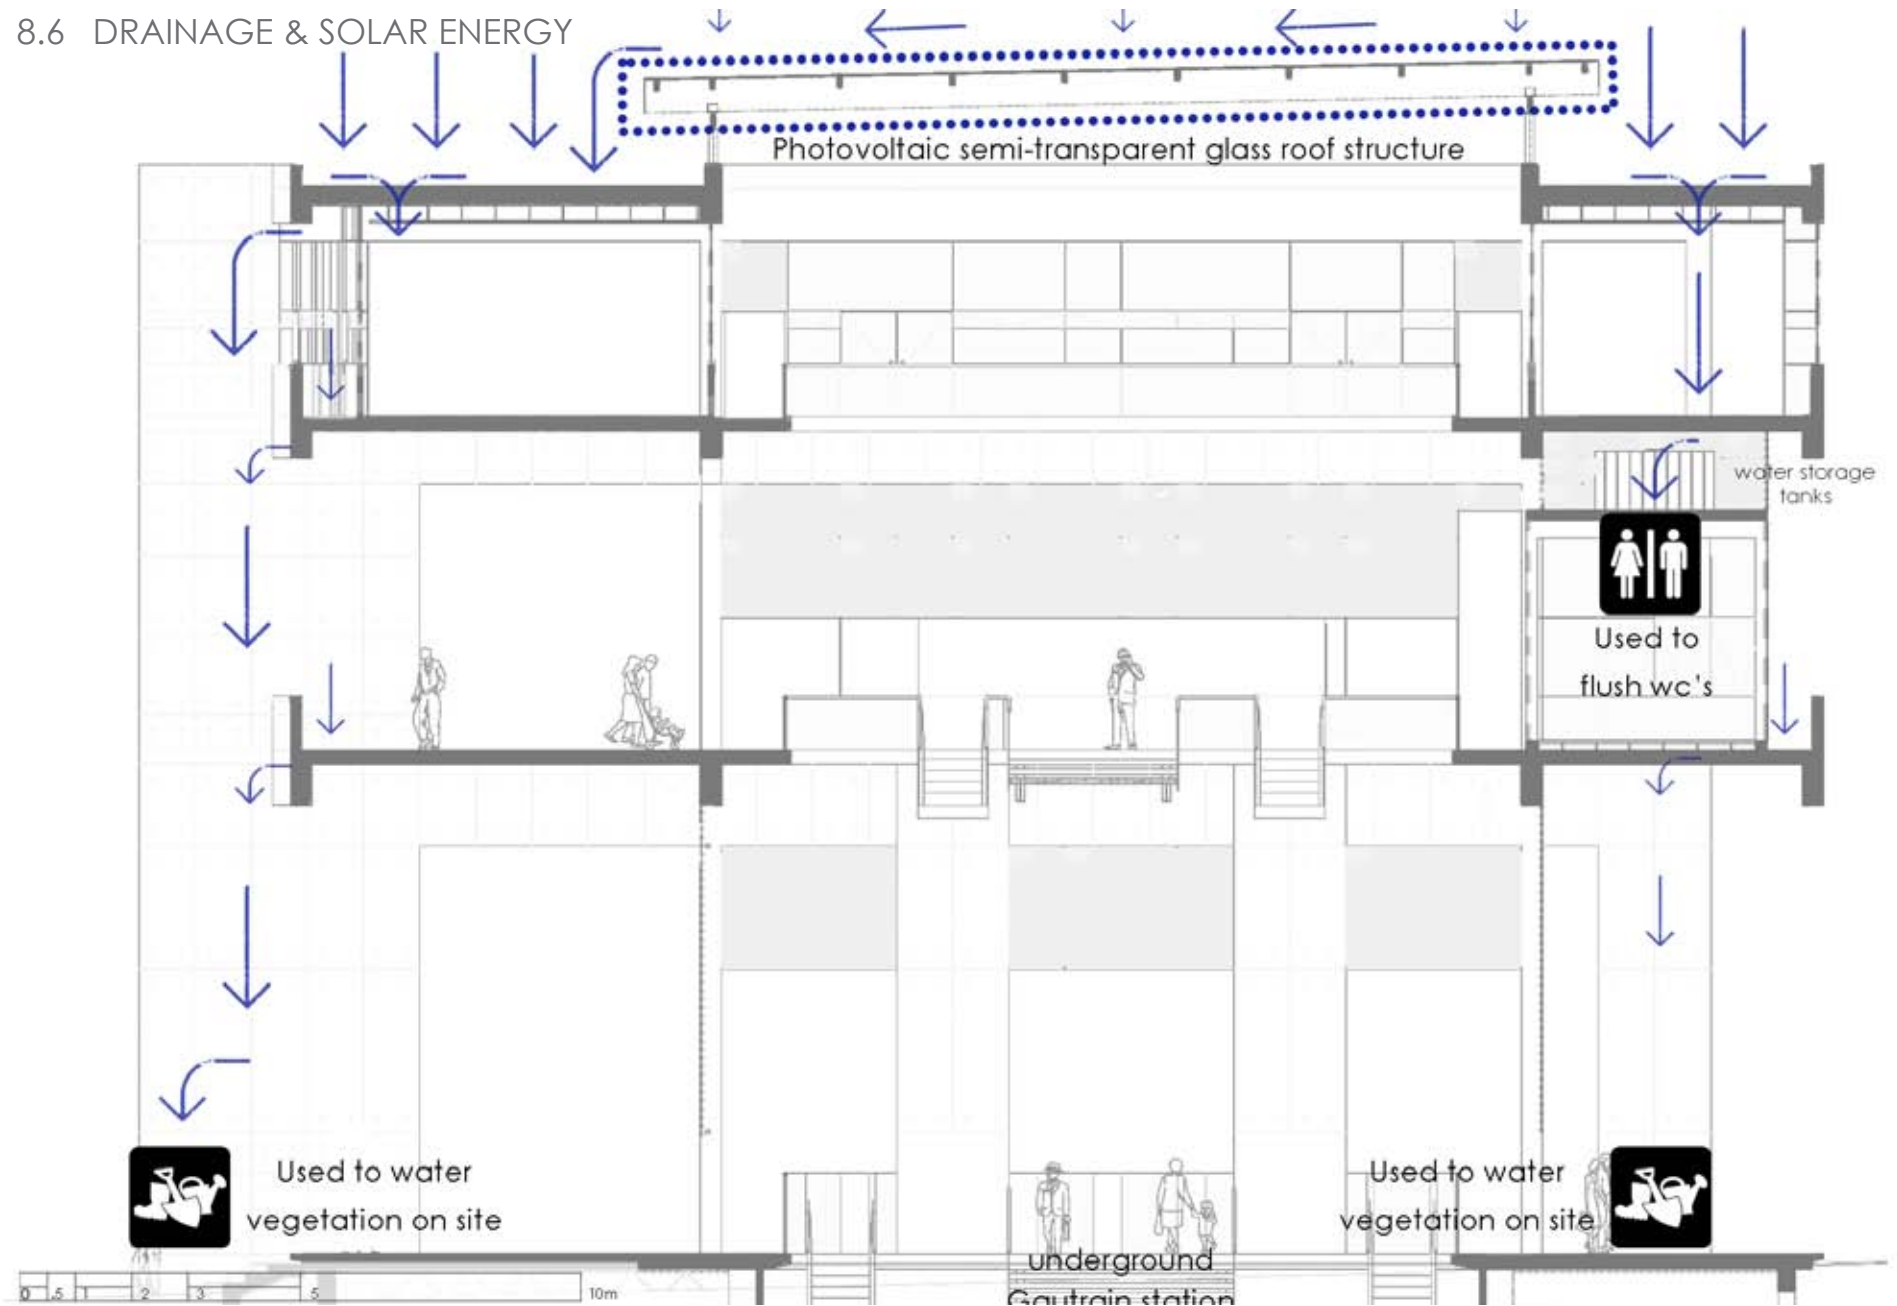 8.6 DRAINAGE & SOLAR ENERGY
Photovoltaic semi-transparent glass roof structure
water storage
tanks
Used to
flush wc's
Used to water
vegetation on site
Used to water
vegetation on site
underground
Gautrain station
0 .5 1 2 3 5 10m